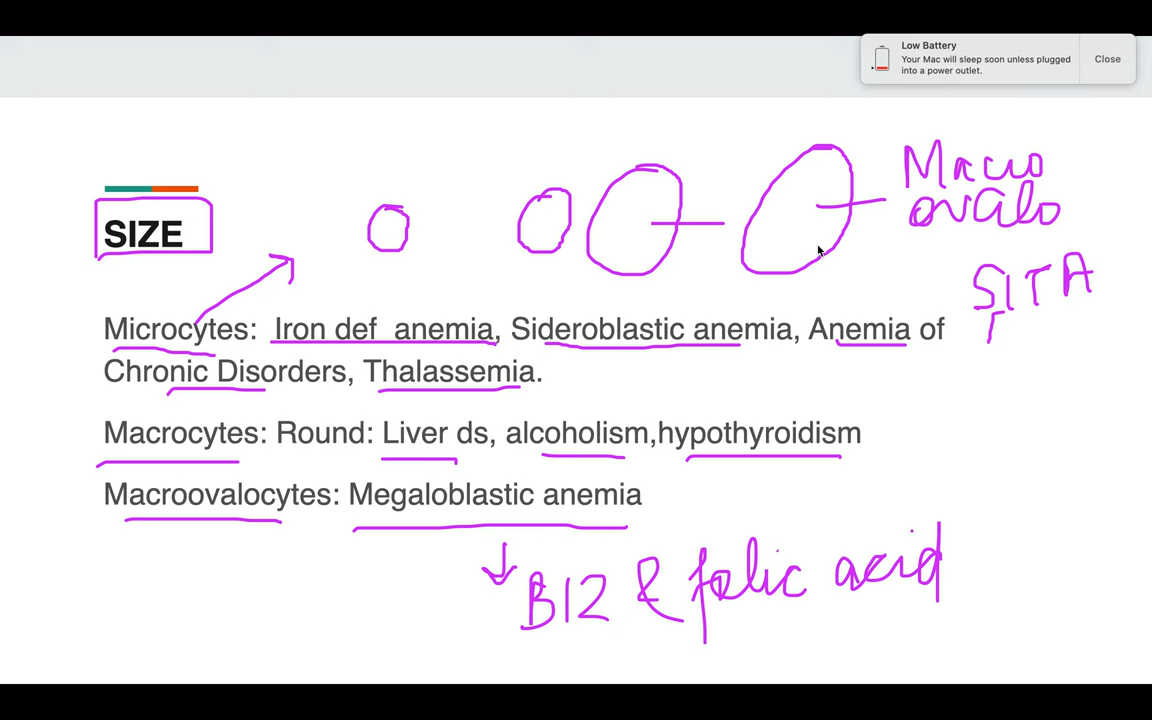 Low Battery
Your Mac will sleep soon unless plugged
into a power outlet.
Close
Macro
ovalo
SIZE
SITA
Microcytes: Iron def anemia, Sideroblastic anemia, Anemia of
Chronic Disorders, Thalassemia.
Macrocytes: Round: Liver ds, alcoholism,hypothyroidism
Macroovalocytes: Megaloblastic anemia
↓ B12 & folic acid